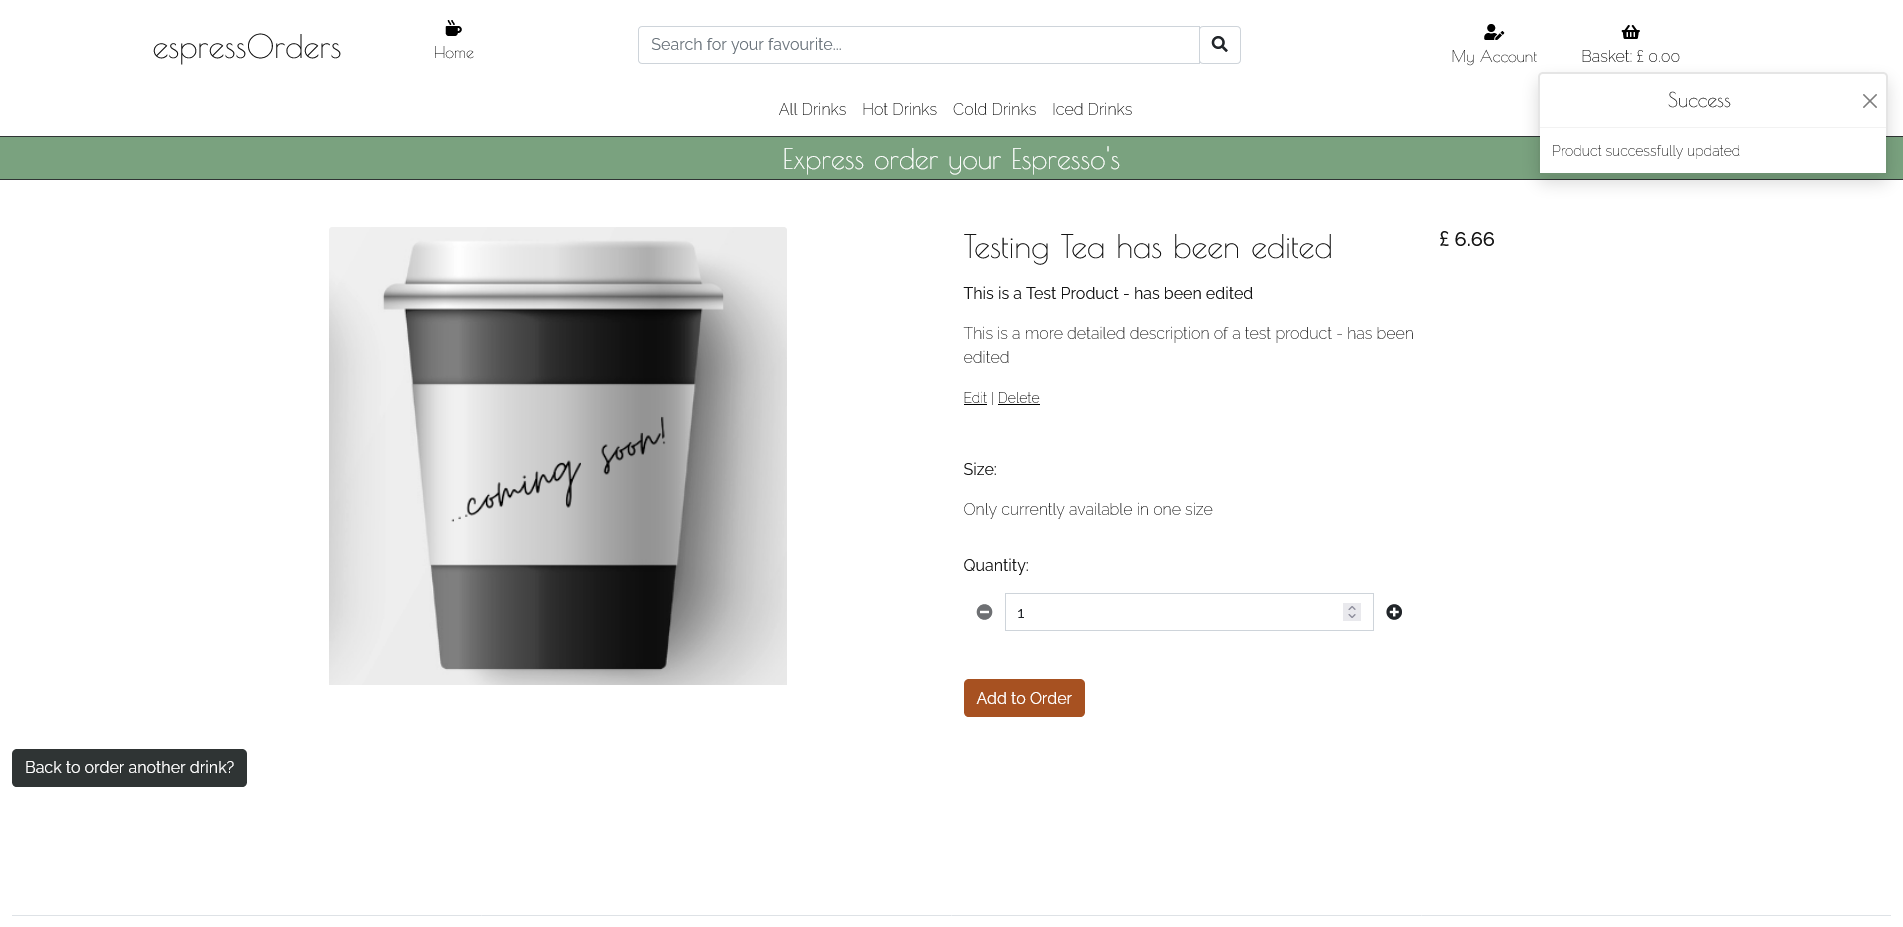 espressOrders
Home
Search for your favourite...
My Account
Basket: £ 0.00
All Drinks Hot Drinks Cold Drinks Iced Drinks
Success
Product successfully updated
Express order your Espresso's
...coming soon!
Testing Tea has been edited
£ 6.66
This is a Test Product - has been edited
This is a more detailed description of a test product - has been
edited
Edit | Delete
Size:
Only currently available in one size
Quantity:
1
Add to Order
Back to order another drink?